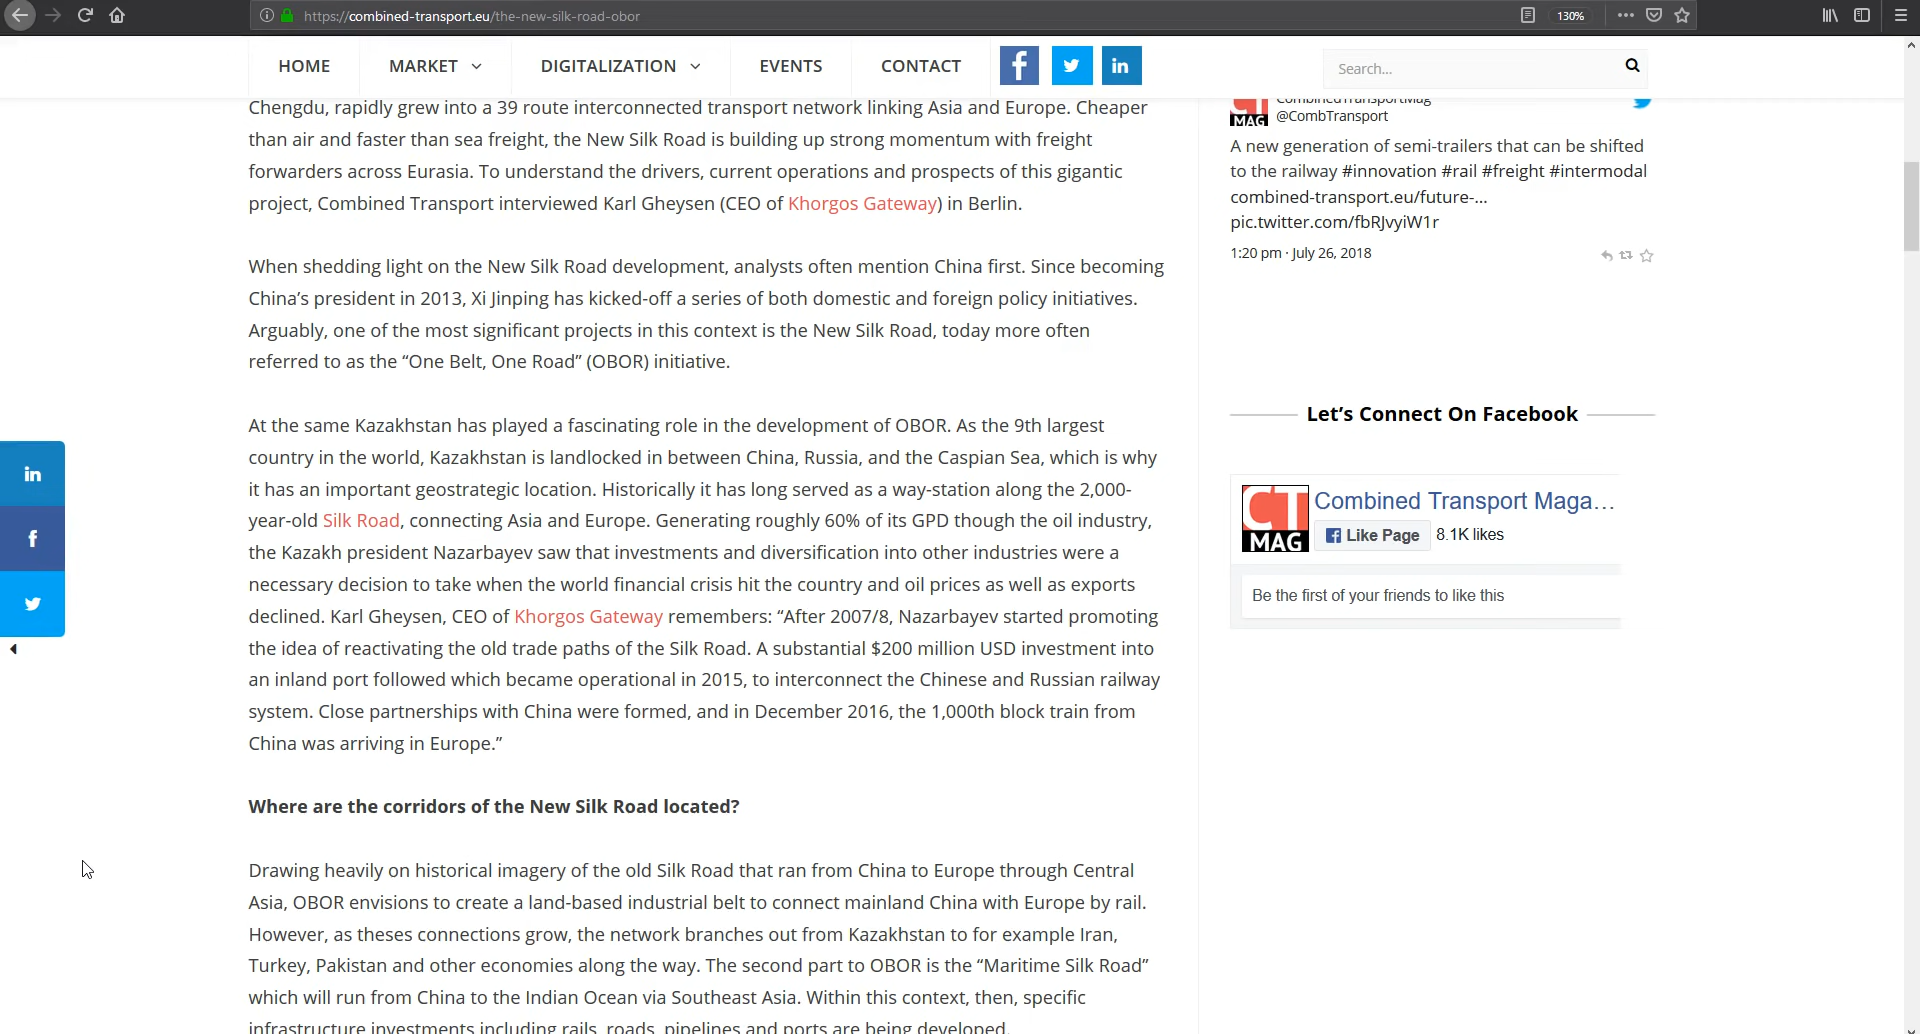 https://combined-transport.eu/the-new-silk-road-obor
130%
HOME
MARKET
DIGITALIZATION
EVENTS
CONTACT
Search...
Chengdu, rapidly grew into a 39 route interconnected transport network linking Asia and Europe. Cheaper
than air and faster than sea freight, the New Silk Road is building up strong momentum with freight
forwarders across Eurasia. To understand the drivers, current operations and prospects of this gigantic
project, Combined Transport interviewed Karl Gheysen (CEO of Khorgos Gateway) in Berlin.
When shedding light on the New Silk Road development, analysts often mention China first. Since becoming
China’s president in 2013, Xi Jinping has kicked-off a series of both domestic and foreign policy initiatives.
Arguably, one of the most significant projects in this context is the New Silk Road, today more often
referred to as the “One Belt, One Road” (OBOR) initiative.
At the same Kazakhstan has played a fascinating role in the development of OBOR. As the 9th largest
country in the world, Kazakhstan is landlocked in between China, Russia, and the Caspian Sea, which is why
it has an important geostrategic location. Historically it has long served as a way-station along the 2,000-
year-old Silk Road, connecting Asia and Europe. Generating roughly 60% of its GPD though the oil industry,
the Kazakh president Nazarbayev saw that investments and diversification into other industries were a
necessary decision to take when the world financial crisis hit the country and oil prices as well as exports
declined. Karl Gheysen, CEO of Khorgos Gateway remembers: “After 2007/8, Nazarbayev started promoting
the idea of reactivating the old trade paths of the Silk Road. A substantial $200 million USD investment into
an inland port followed which became operational in 2015, to interconnect the Chinese and Russian railway
system. Close partnerships with China were formed, and in December 2016, the 1,000th block train from
China was arriving in Europe.”
Where are the corridors of the New Silk Road located?
Drawing heavily on historical imagery of the old Silk Road that ran from China to Europe through Central
Asia, OBOR envisions to create a land-based industrial belt to connect mainland China with Europe by rail.
However, as theses connections grow, the network branches out from Kazakhstan to for example Iran,
Turkey, Pakistan and other economies along the way. The second part to OBOR is the “Maritime Silk Road”
which will run from China to the Indian Ocean via Southeast Asia. Within this context, then, specific
infrastructure investments including rails, roads, pipelines and ports are being developed.
CT
MAG
CombinedTransportMag
@CombTransport
A new generation of semi-trailers that can be shifted
to the railway #innovation #rail #freight #intermodal
combined-transport.eu/future-...
pic.twitter.com/fbRJvyiW1r
1:20 pm · July 26, 2018
Let’s Connect On Facebook
CT
MAG
Combined Transport Maga...
Like Page
8.1K likes
Be the first of your friends to like this